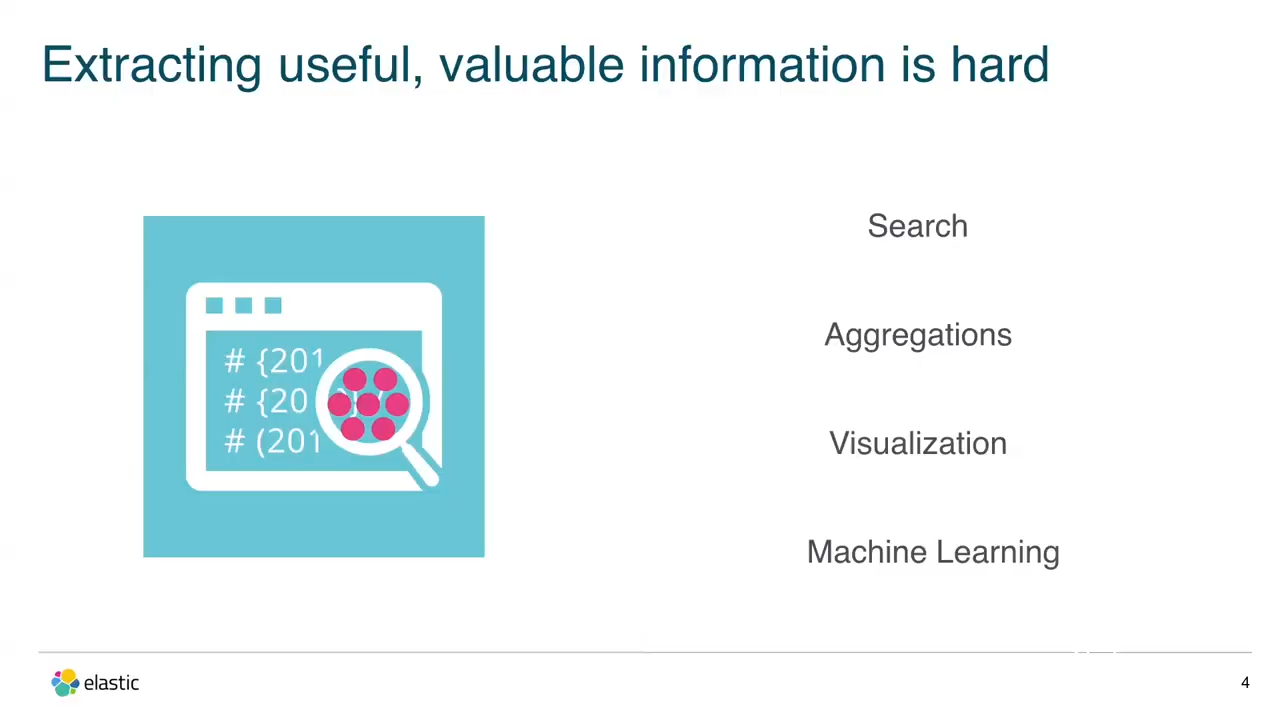 Extracting useful, valuable information is hard
# {201
# {20
# (201
Search
Aggregations
Visualization
Machine Learning
elastic
4